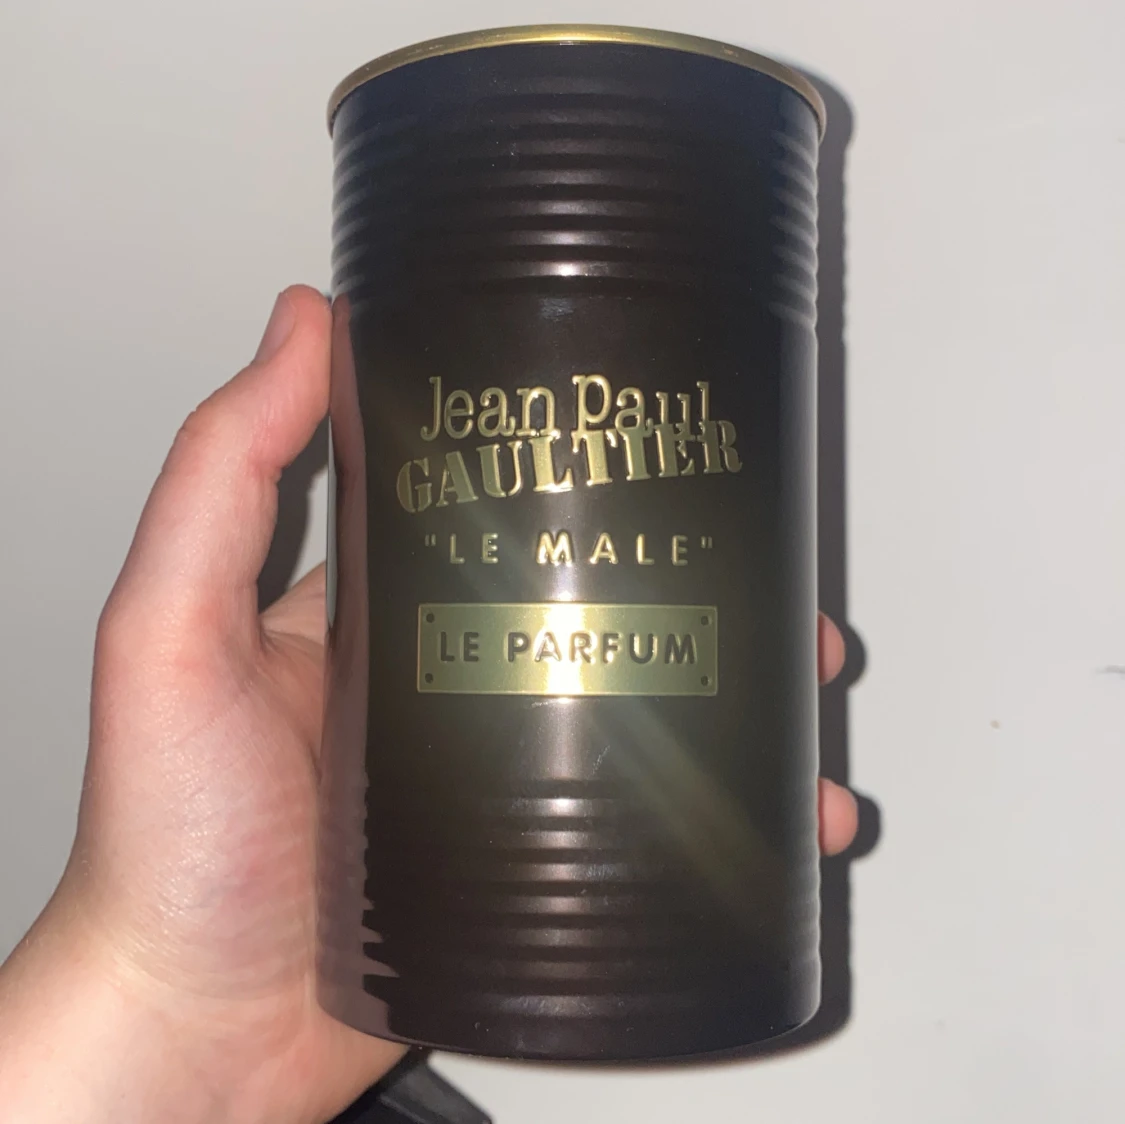 Jean Paul
GAULTIER
"LE MALE"
LE PARFUM